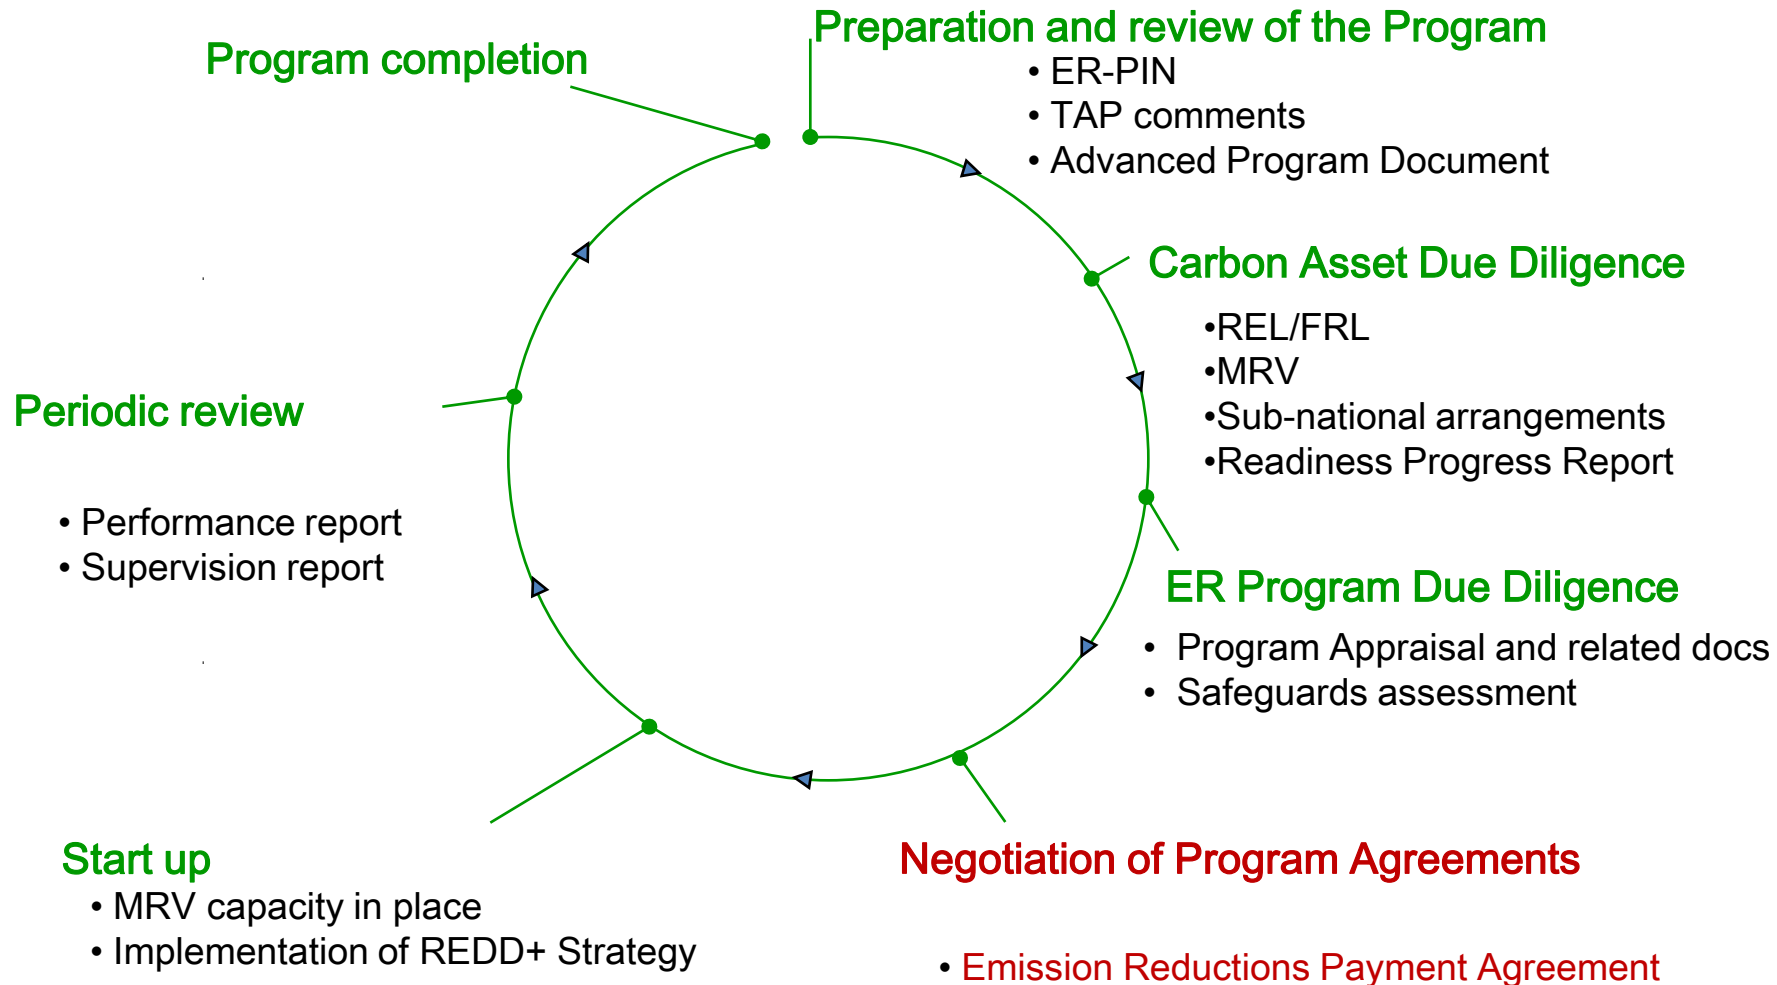 Preparation and review of the Program
• ER-PIN
• TAP comments
• Advanced Program Document
Carbon Asset Due Diligence
•REL/FRL
•MRV
•Sub-national arrangements
•Readiness Progress Report
ER Program Due Diligence
• Program Appraisal and related docs
• Safeguards assessment
Negotiation of Program Agreements
• Emission Reductions Payment Agreement
Start up
• MRV capacity in place
• Implementation of REDD+ Strategy
Periodic review
• Performance report
• Supervision report
Program completion